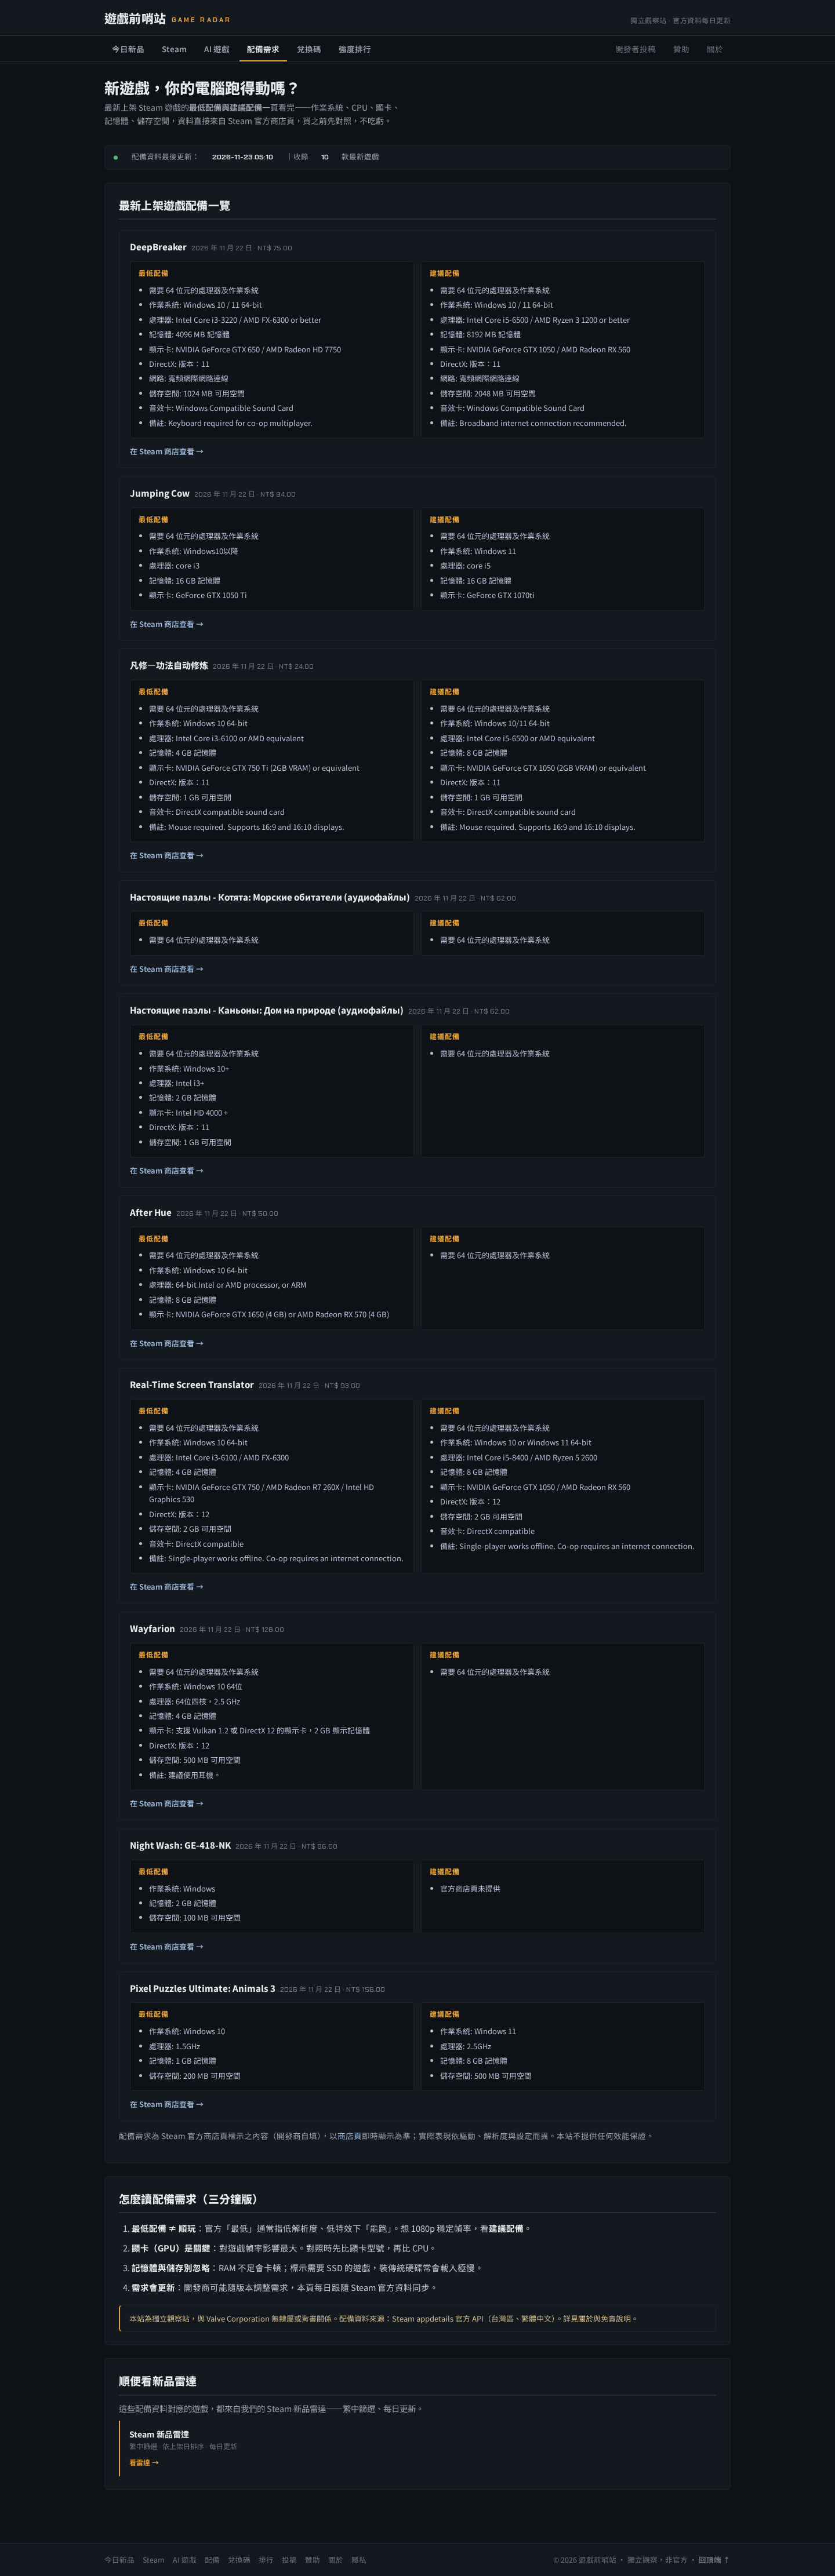 遊戲前哨站 GAME RADAR
獨立觀察站 · 官方資料每日更新
今日新品 Steam AI 遊戲 配備需求 兌換碼 強度排行 開發者投稿 贊助 關於
新遊戲，你的電腦跑得動嗎？
最新上架 Steam 遊戲的最低配備與建議配備一頁看完——作業系統、CPU、顯卡、
記憶體、儲存空間，資料直接來自 Steam 官方商店頁，買之前先對照，不吃虧。
配備資料最後更新： 2026-11-23 05:10 ｜收錄 10 款最新遊戲
最新上架遊戲配備一覽
DeepBreaker 2026 年 11 月 22 日 · NT$ 75.00
最低配備
需要 64 位元的處理器及作業系統
作業系統: Windows 10 / 11 64-bit
處理器: Intel Core i3-3220 / AMD FX-6300 or better
記憶體: 4096 MB 記憶體
顯示卡: NVIDIA GeForce GTX 650 / AMD Radeon HD 7750
DirectX: 版本：11
網路: 寬頻網際網路連線
儲存空間: 1024 MB 可用空間
音效卡: Windows Compatible Sound Card
備註: Keyboard required for co-op multiplayer.
建議配備
需要 64 位元的處理器及作業系統
作業系統: Windows 10 / 11 64-bit
處理器: Intel Core i5-6500 / AMD Ryzen 3 1200 or better
記憶體: 8192 MB 記憶體
顯示卡: NVIDIA GeForce GTX 1050 / AMD Radeon RX 560
DirectX: 版本：11
網路: 寬頻網際網路連線
儲存空間: 2048 MB 可用空間
音效卡: Windows Compatible Sound Card
備註: Broadband internet connection recommended.
在 Steam 商店查看 →
Jumping Cow 2026 年 11 月 22 日 · NT$ 94.00
最低配備
需要 64 位元的處理器及作業系統
作業系統: Windows10以降
處理器: core i3
記憶體: 16 GB 記憶體
顯示卡: GeForce GTX 1050 Ti
建議配備
需要 64 位元的處理器及作業系統
作業系統: Windows 11
處理器: core i5
記憶體: 16 GB 記憶體
顯示卡: GeForce GTX 1070ti
在 Steam 商店查看 →
凡修—功法自动修炼 2026 年 11 月 22 日 · NT$ 24.00
最低配備
需要 64 位元的處理器及作業系統
作業系統: Windows 10 64-bit
處理器: Intel Core i3-6100 or AMD equivalent
記憶體: 4 GB 記憶體
顯示卡: NVIDIA GeForce GTX 750 Ti (2GB VRAM) or equivalent
DirectX: 版本：11
儲存空間: 1 GB 可用空間
音效卡: DirectX compatible sound card
備註: Mouse required. Supports 16:9 and 16:10 displays.
建議配備
需要 64 位元的處理器及作業系統
作業系統: Windows 10/11 64-bit
處理器: Intel Core i5-6500 or AMD equivalent
記憶體: 8 GB 記憶體
顯示卡: NVIDIA GeForce GTX 1050 (2GB VRAM) or equivalent
DirectX: 版本：11
儲存空間: 1 GB 可用空間
音效卡: DirectX compatible sound card
備註: Mouse required. Supports 16:9 and 16:10 displays.
在 Steam 商店查看 →
Настоящие пазлы - Котята: Морские обитатели (аудиофайлы) 2026 年 11 月 22 日 · NT$ 62.00
最低配備
需要 64 位元的處理器及作業系統
建議配備
需要 64 位元的處理器及作業系統
在 Steam 商店查看 →
Настоящие пазлы - Каньоны: Дом на природе (аудиофайлы) 2026 年 11 月 22 日 · NT$ 62.00
最低配備
需要 64 位元的處理器及作業系統
作業系統: Windows 10+
處理器: Intel i3+
記憶體: 2 GB 記憶體
顯示卡: Intel HD 4000 +
DirectX: 版本：11
儲存空間: 1 GB 可用空間
建議配備
需要 64 位元的處理器及作業系統
在 Steam 商店查看 →
After Hue 2026 年 11 月 22 日 · NT$ 50.00
最低配備
需要 64 位元的處理器及作業系統
作業系統: Windows 10 64-bit
處理器: 64-bit Intel or AMD processor, or ARM
記憶體: 8 GB 記憶體
顯示卡: NVIDIA GeForce GTX 1650 (4 GB) or AMD Radeon RX 570 (4 GB)
建議配備
需要 64 位元的處理器及作業系統
在 Steam 商店查看 →
Real-Time Screen Translator 2026 年 11 月 22 日 · NT$ 93.00
最低配備
需要 64 位元的處理器及作業系統
作業系統: Windows 10 64-bit
處理器: Intel Core i3-6100 / AMD FX-6300
記憶體: 4 GB 記憶體
顯示卡: NVIDIA GeForce GTX 750 / AMD Radeon R7 260X / Intel HD
Graphics 530
DirectX: 版本：12
儲存空間: 2 GB 可用空間
音效卡: DirectX compatible
備註: Single-player works offline. Co-op requires an internet connection.
建議配備
需要 64 位元的處理器及作業系統
作業系統: Windows 10 or Windows 11 64-bit
處理器: Intel Core i5-8400 / AMD Ryzen 5 2600
記憶體: 8 GB 記憶體
顯示卡: NVIDIA GeForce GTX 1050 / AMD Radeon RX 560
DirectX: 版本：12
儲存空間: 2 GB 可用空間
音效卡: DirectX compatible
備註: Single-player works offline. Co-op requires an internet connection.
在 Steam 商店查看 →
Wayfarion 2026 年 11 月 22 日 · NT$ 128.00
最低配備
需要 64 位元的處理器及作業系統
作業系統: Windows 10 64位
處理器: 64位四核，2.5 GHz
記憶體: 4 GB 記憶體
顯示卡: 支援 Vulkan 1.2 或 DirectX 12 的顯示卡，2 GB 顯示記憶體
DirectX: 版本：12
儲存空間: 500 MB 可用空間
備註: 建議使用耳機。
建議配備
需要 64 位元的處理器及作業系統
在 Steam 商店查看 →
Night Wash: GE-418-NK 2026 年 11 月 22 日 · NT$ 86.00
最低配備
作業系統: Windows
記憶體: 2 GB 記憶體
儲存空間: 100 MB 可用空間
建議配備
官方商店頁未提供
在 Steam 商店查看 →
Pixel Puzzles Ultimate: Animals 3 2026 年 11 月 22 日 · NT$ 156.00
最低配備
作業系統: Windows 10
處理器: 1.5GHz
記憶體: 1 GB 記憶體
儲存空間: 200 MB 可用空間
建議配備
作業系統: Windows 11
處理器: 2.5GHz
記憶體: 8 GB 記憶體
儲存空間: 500 MB 可用空間
在 Steam 商店查看 →
配備需求為 Steam 官方商店頁標示之內容（開發商自填），以商店頁即時顯示為準；實際表現依驅動、解析度與設定而異。本站不提供任何效能保證。
怎麼讀配備需求（三分鐘版）
1. 最低配備 ≠ 順玩：官方「最低」通常指低解析度、低特效下「能跑」。想 1080p 穩定幀率，看建議配備。
2. 顯卡（GPU）是關鍵：對遊戲幀率影響最大。對照時先比顯卡型號，再比 CPU。
3. 記憶體與儲存別忽略：RAM 不足會卡頓；標示需要 SSD 的遊戲，裝傳統硬碟常會載入極慢。
4. 需求會更新：開發商可能隨版本調整需求，本頁每日跟隨 Steam 官方資料同步。
本站為獨立觀察站，與 Valve Corporation 無隸屬或背書關係。配備資料來源：Steam appdetails 官方 API（台灣區、繁體中文）。詳見關於與免責說明。
順便看新品雷達
這些配備資料對應的遊戲，都來自我們的 Steam 新品雷達——繁中篩選、每日更新。
Steam 新品雷達
繁中篩選 · 依上架日排序 · 每日更新
看雷達 →
今日新品 Steam AI 遊戲 配備 兌換碼 排行 投稿 贊助 關於 隱私
© 2026 遊戲前哨站 · 獨立觀察，非官方 · 回頂端 ↑